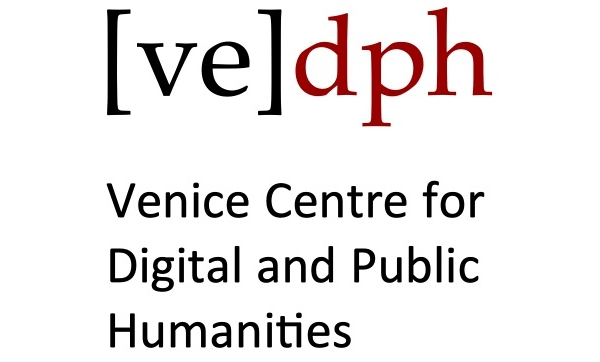 [ve]dph
Venice Centre for
Digital and Public
Humanities